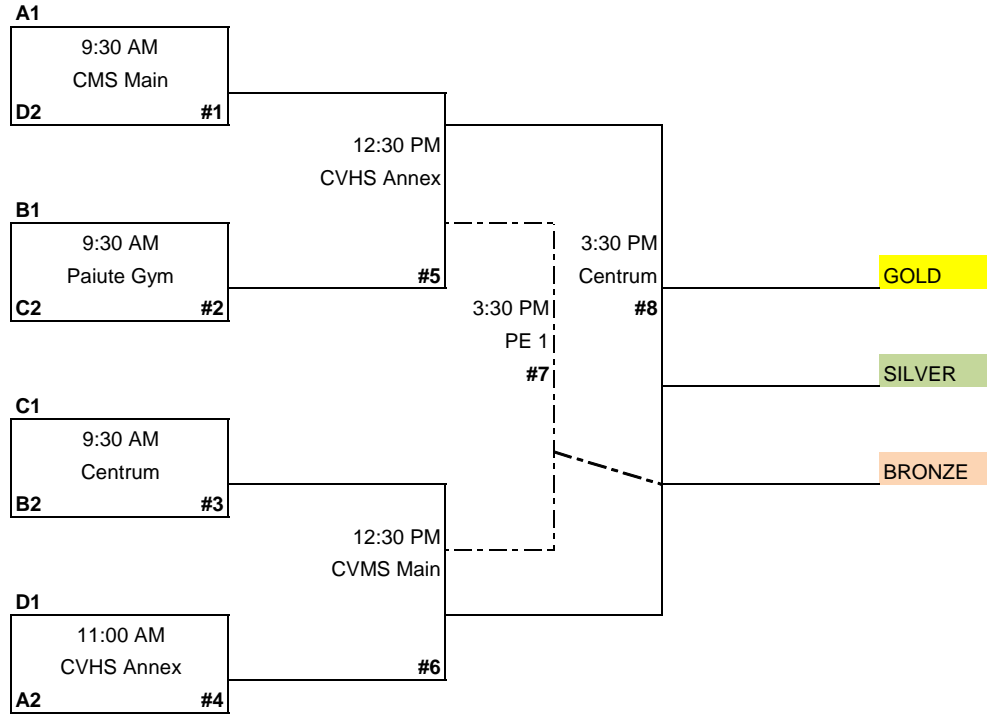 A1
9:30 AM
CMS Main
D2 #1
12:30 PM
CVHS Annex
B1
9:30 AM
Paiute Gym
C2 #2
#5
3:30 PM
Centrum
#8
GOLD
3:30 PM
PE 1
#7
SILVER
C1
9:30 AM
Centrum
B2 #3
BRONZE
12:30 PM
CVMS Main
D1
11:00 AM
CVHS Annex
A2 #4
#6